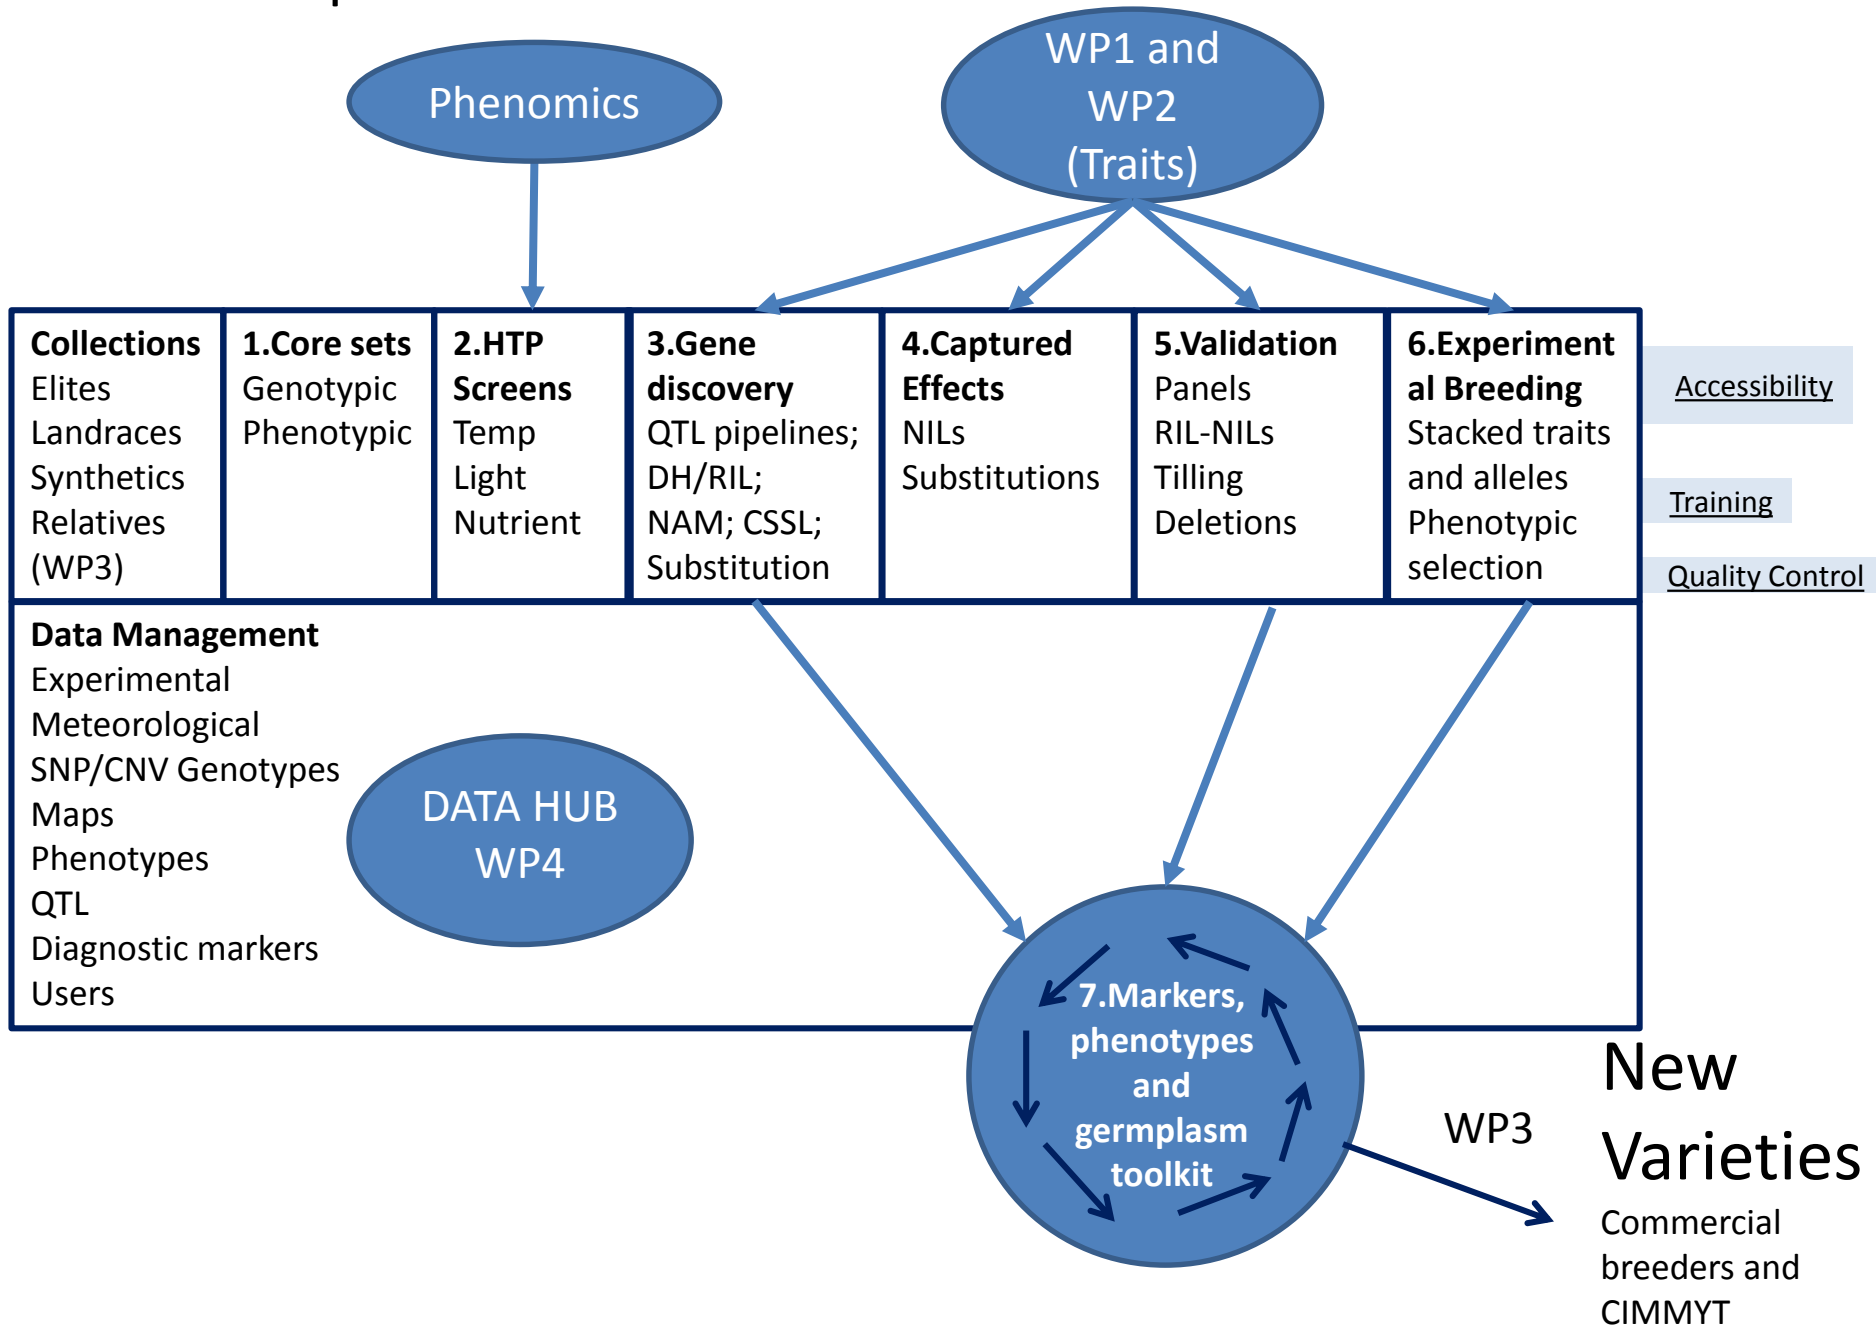 Phenomics
WP1 and
WP2
(Traits)
Collections
Elites
Landraces
Synthetics
Relatives
(WP3)
1.Core sets
Genotypic
Phenotypic
2.HTP
Screens
Temp
Light
Nutrient
3.Gene
discovery
QTL pipelines;
DH/RIL;
NAM; CSSL;
Substitution
4.Captured
Effects
NILs
Substitutions
5.Validation
Panels
RIL-NILs
Tilling
Deletions
6.Experiment
al Breeding
Stacked traits
and alleles
Phenotypic
selection
Accessibility
Training
Quality Control
Data Management
Experimental
Meteorological
SNP/CNV Genotypes
Maps
Phenotypes
QTL
Diagnostic markers
Users
DATA HUB
WP4
7.Markers,
phenotypes
and
germplasm
toolkit
WP3
New
Varieties
Commercial
breeders and
CIMMYT